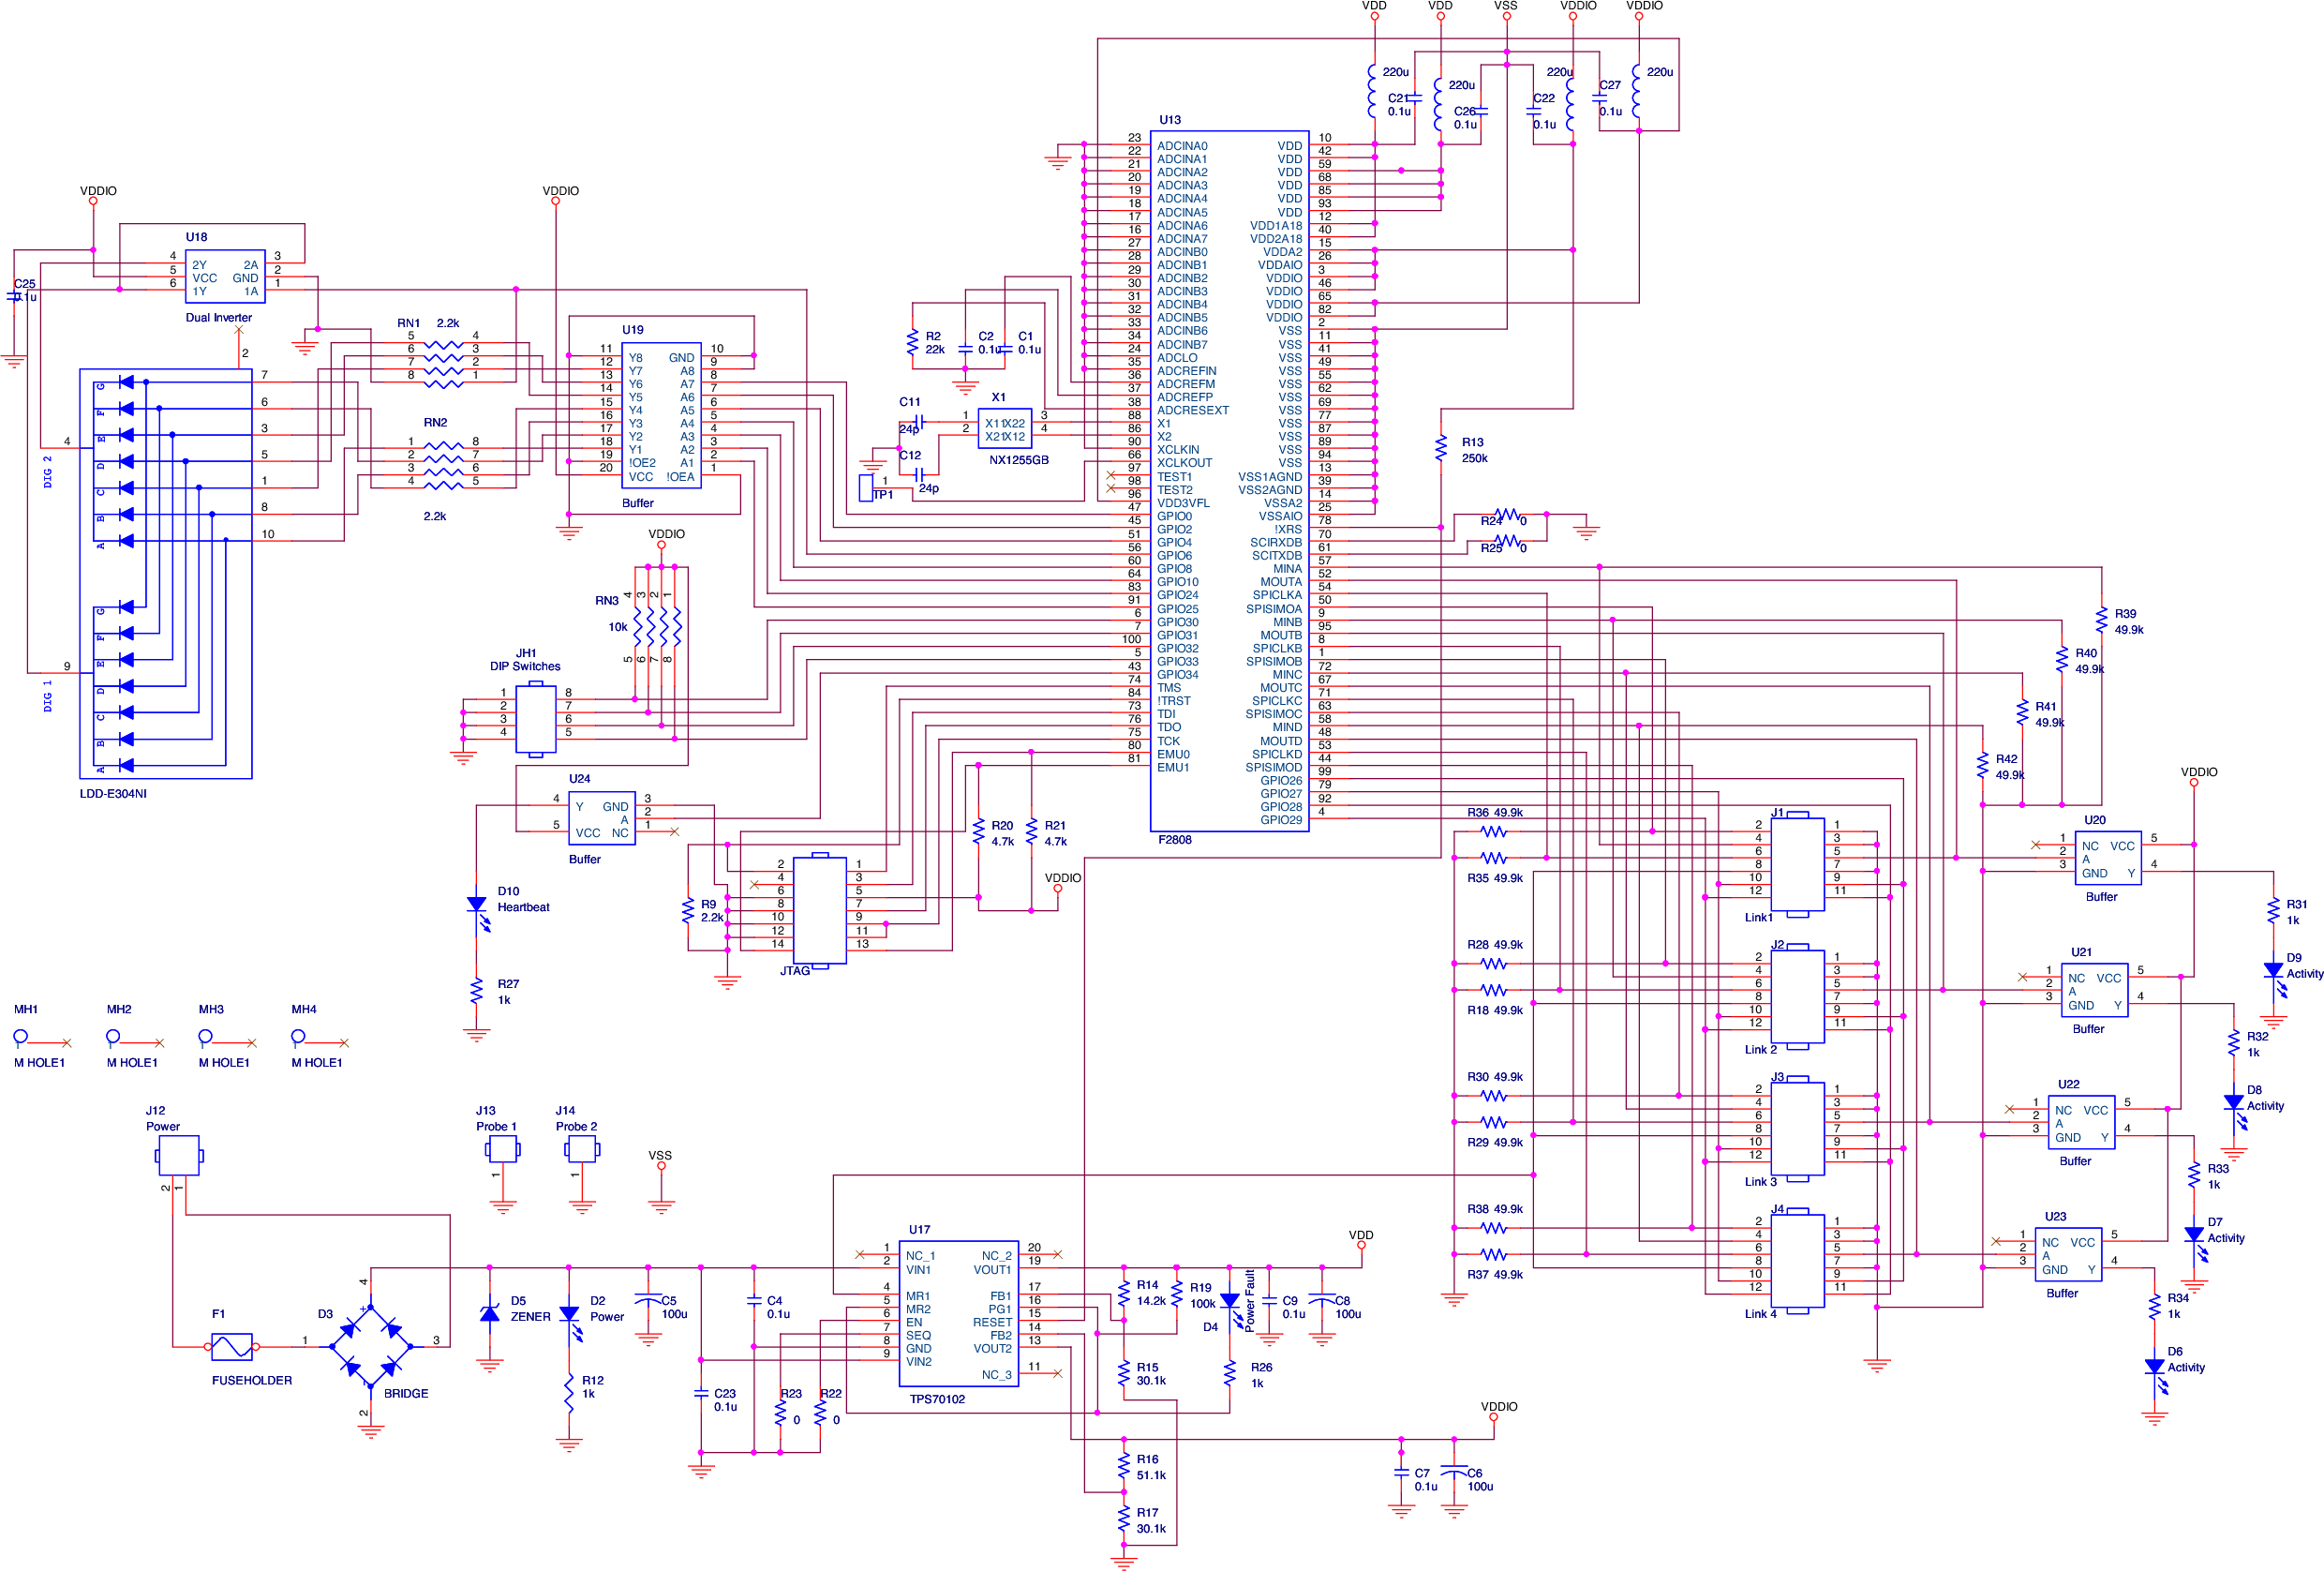 VDD VDD VSS VDDIO VDDIO
220u 220u 220u 220u
C21 0.1u
C26 0.1u
C22 0.1u
C27 0.1u
U13
23 ADCINA0 VDD 10
22 ADCINA1 VDD 42
21 ADCINA2 VDD 59
20 ADCINA3 VDD 68
19 ADCINA4 VDD 85
18 ADCINA5 VDD 93
17 ADCINA6 VDD1A18 12
16 ADCINA7 VDD2A18 40
27 ADCINB0 VDDA2 15
28 ADCINB1 VDDAIO 26
29 ADCINB2 VDDIO 3
30 ADCINB3 VDDIO 46
31 ADCINB4 VDDIO 65
32 ADCINB5 VDDIO 82
33 ADCINB6 VSS 2
34 ADCINB7 VSS 11
24 ADCLO VSS 41
35 ADCREFIN VSS 49
36 ADCREFM VSS 55
37 ADCREFP VSS 62
38 ADCRESEXT VSS 69
88 X1 VSS 77
86 X2 VSS 87
90 XCLKIN VSS 89
66 XCLKOUT VSS 94
97 TEST1 VSS1AGND 13
98 TEST2 VSS2AGND 39
96 VDD3VFL VSSA2 14
47 GPIO0 VSSAIO 25
45 GPIO2 !XRS 78
51 GPIO4 SCIRXDB 70
56 GPIO6 SCITXDB 61
60 GPIO8 MINA 57
64 GPIO10 MOUTA 52
83 GPIO24 SPICLKA 54
91 GPIO25 SPISIMOA 50
6 GPIO30 MINB 9
7 GPIO31 MOUTB 95
100 GPIO32 SPICLKB 8
5 GPIO33 SPISIMOB 1
43 GPIO34 MINC 72
74 TMS MOUTC 67
84 !TRST SPICLKC 71
73 TDI SPISIMOC 63
76 TDO MIND 58
75 TCK MOUTD 48
80 EMU0 SPICLKD 53
81 EMU1 SPISIMOD 44
GPIO26 99
GPIO27 79
GPIO28 92
GPIO29 4
F2808
VDDIO
U18
4 2Y 2A 3
5 VCC GND 2
6 1Y 1A 1
Dual Inverter
C25
0.1u
2
RN1 2.2k
5 4
6 3
7 2
8 1
RN2
1 8
2 7
3 6
4 5
2.2k
VDDIO
U19
11 Y8 GND 10
12 Y7 A8 9
13 Y6 A7 8
14 Y5 A6 7
15 Y4 A5 6
16 Y3 A4 5
17 Y2 A3 4
18 Y1 A2 3
19 !OE2 A1 2
20 VCC !OEA 1
Buffer
G 7
F 6
E 3
D 5
C 1
B 8
A 10
4
DIG 2
G
F
E
D
C
B
A
9
DIG 1
LDD-E304NI
R2
22k
C2
0.1u
C1
0.1u
C11
24p
X1
1 X11 X22 3
2 X21 X12 4
NX1255GB
C12
24p
1
TP1
R13
250k
R24 0
R25 0
VDDIO
4 3 2 1
RN3
10k
5 6 7 8
JH1
DIP Switches
1 8
2 7
3 6
4 5
U24
4 Y GND 3
A 2
5 VCC NC 1
Buffer
D10
Heartbeat
R27
1k
R9
2.2k
2 1
4 3
6 5
8 7
10 9
12 11
14 13
JTAG
R20
4.7k
R21
4.7k
VDDIO
R39
49.9k
R40
49.9k
R41
49.9k
R42
49.9k
R36 49.9k
R35 49.9k
R28 49.9k
R18 49.9k
R30 49.9k
R29 49.9k
R38 49.9k
R37 49.9k
J1
2 1
4 3
6 5
8 7
10 9
12 11
Link1
J2
2 1
4 3
6 5
8 7
10 9
12 11
Link 2
J3
2 1
4 3
6 5
8 7
10 9
12 11
Link 3
J4
2 1
4 3
6 5
8 7
10 9
12 11
Link 4
VDDIO
U20
1 NC VCC 5
2 A
3 GND Y 4
Buffer
R31
1k
D9
Activity
U21
1 NC VCC 5
2 A
3 GND Y 4
Buffer
R32
1k
D8
Activity
U22
1 NC VCC 5
2 A
3 GND Y 4
Buffer
R33
1k
D7
Activity
U23
1 NC VCC 5
2 A
3 GND Y 4
Buffer
R34
1k
D6
Activity
MH1 MH2 MH3 MH4
M HOLE1 M HOLE1 M HOLE1 M HOLE1
J12
Power
2 1
J13
Probe 1
1
J14
Probe 2
1
VSS
F1
FUSEHOLDER
D3
1 3
4
+
-
2
BRIDGE
D5
ZENER
D2
Power
R12
1k
C5
100u
C4
0.1u
C23
0.1u
R23
0
R22
0
U17
1 NC_1 NC_2 20
2 VIN1 VOUT1 19
4 MR1 FB1 17
5 MR2 PG1 16
6 EN RESET 15
7 SEQ FB2 14
8 GND VOUT2 13
9 VIN2
NC_3 11
TPS70102
R14
14.2k
R19
100k
Power Fault
D4
C9
0.1u
C8
100u
VDD
R15
30.1k
R26
1k
VDDIO
R16
51.1k
R17
30.1k
C7
0.1u
C6
100u